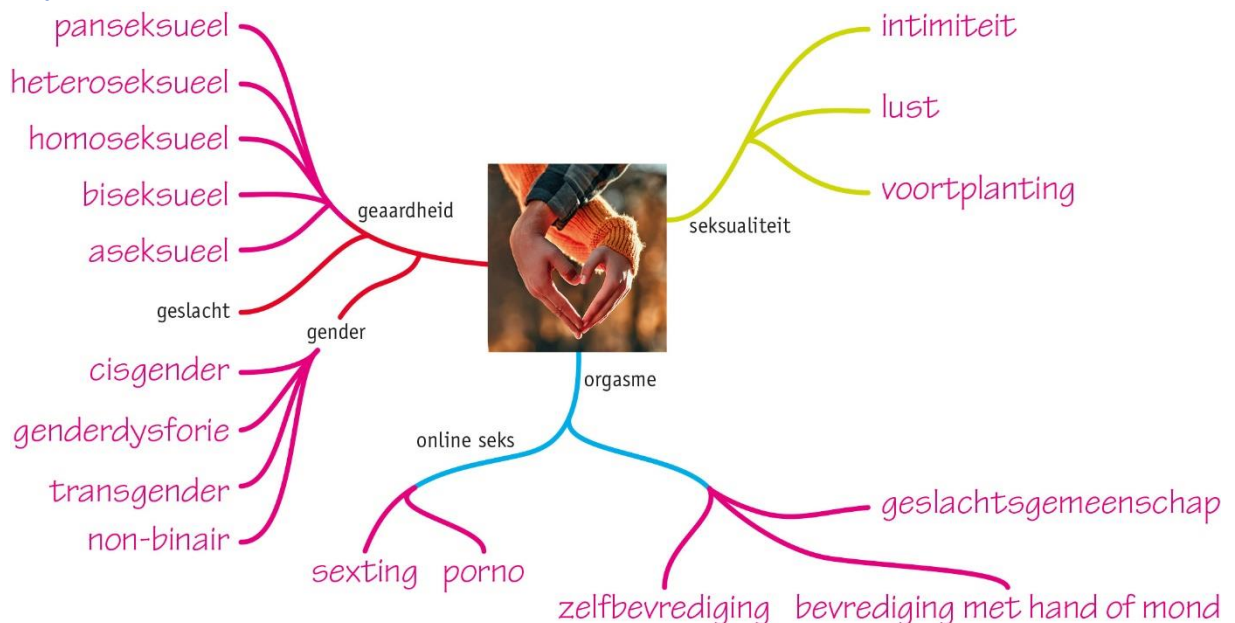 panseksueel
heteroseksueel
homoseksueel
biseksueel
aseksueel
geaardheid
geslacht
gender
cisgender
genderdysforie
transgender
non-binair
intimiteit
lust
voortplanting
seksualiteit
orgasme
online seks
sexting
porno
geslachtsgemeenschap
zelfbevrediging
bevrediging met hand of mond